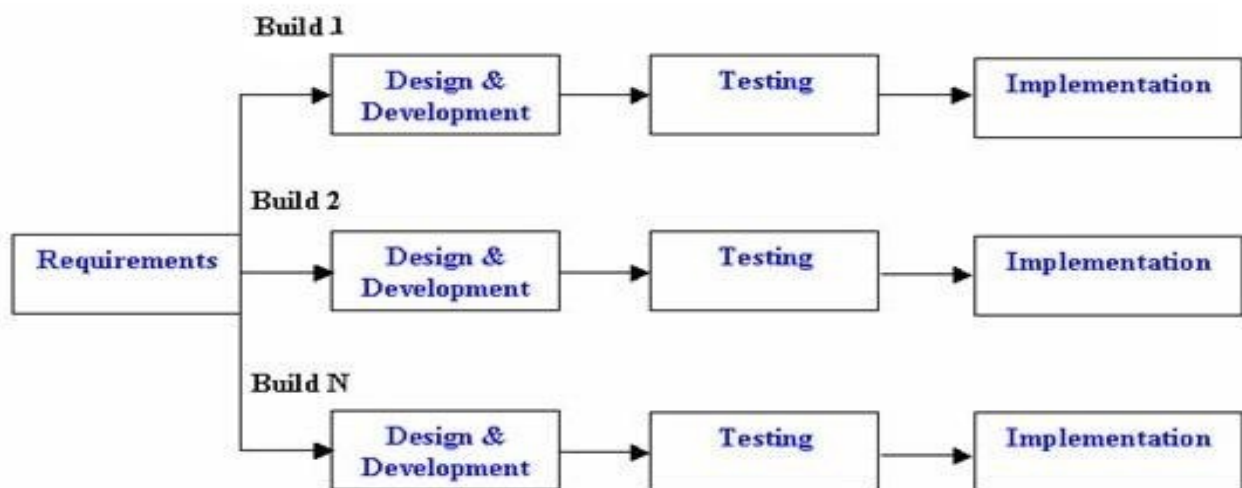 Build 1
Design &
Development
Testing
Implementation
Build 2
Requirements
Design &
Development
Testing
Implementation
Build N
Design &
Development
Testing
Implementation